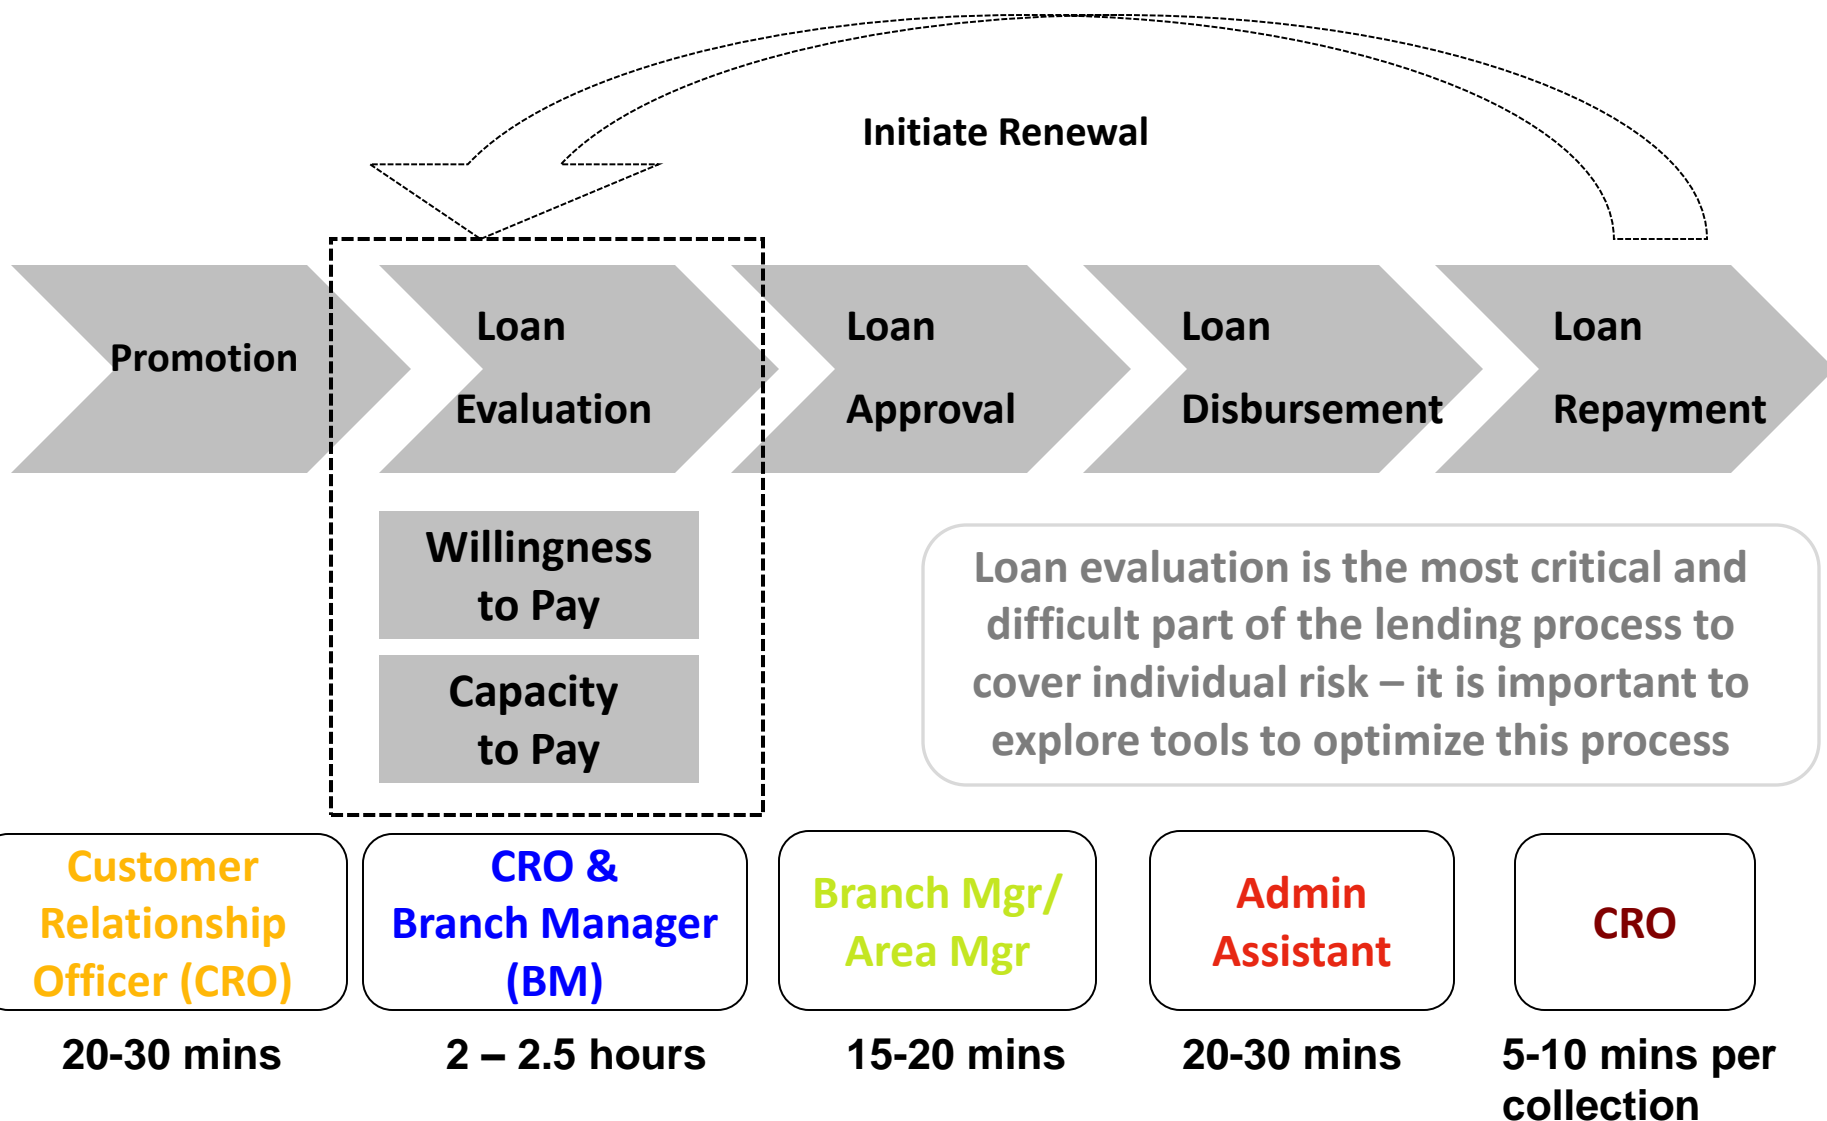 Initiate Renewal
Promotion
Loan
Evaluation
Loan
Approval
Loan
Disbursement
Loan
Repayment
Willingness
to Pay
Capacity
to Pay
Loan evaluation is the most critical and
difficult part of the lending process to
cover individual risk – it is important to
explore tools to optimize this process
Customer
Relationship
Officer (CRO)
CRO &
Branch Manager
(BM)
Branch Mgr/
Area Mgr
Admin
Assistant
CRO
20-30 mins
2 – 2.5 hours
15-20 mins
20-30 mins
5-10 mins per
collection